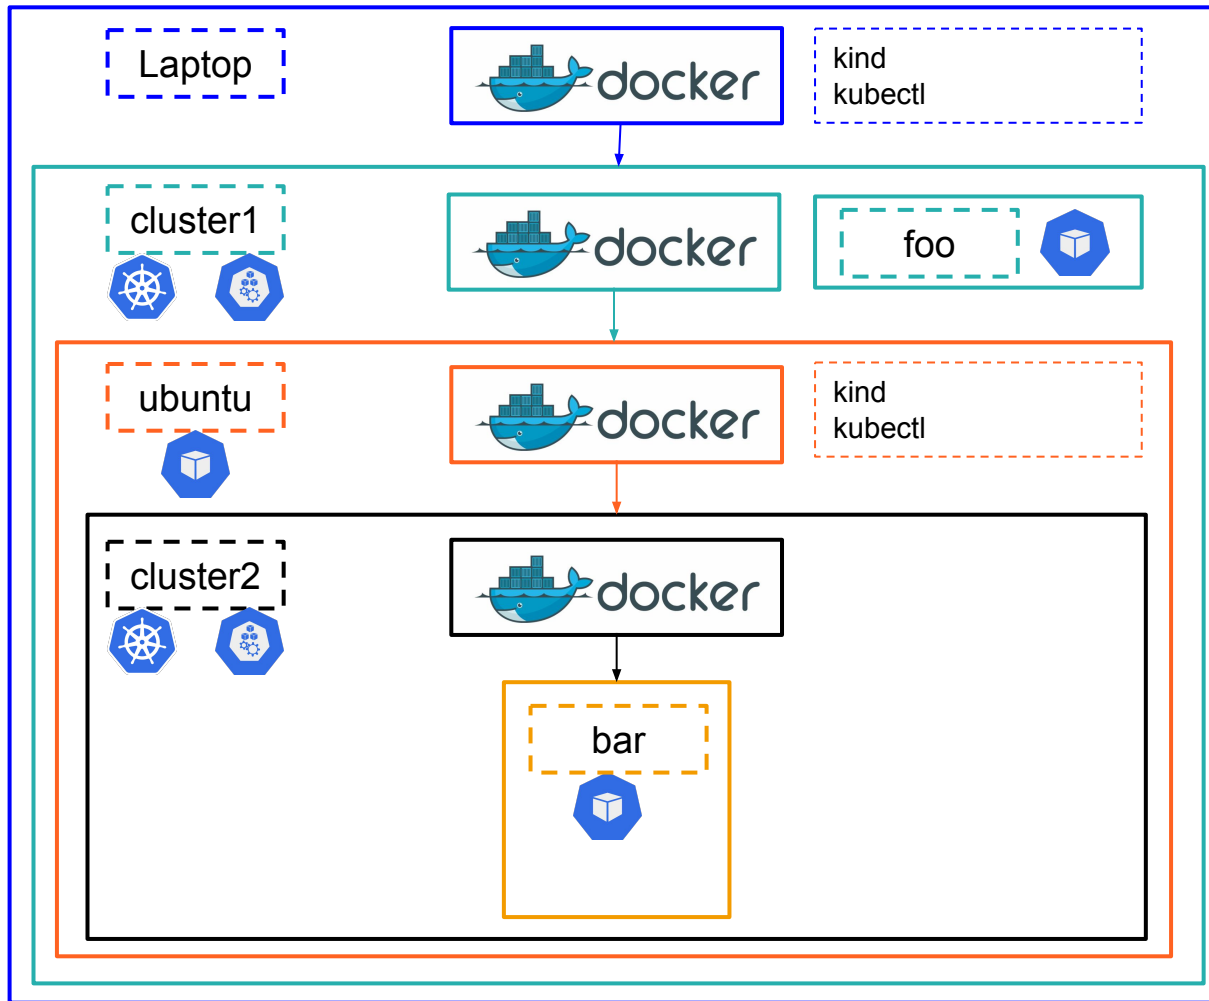 Laptop
docker
kind
kubectl
cluster1
docker
foo
ubuntu
docker
kind
kubectl
cluster2
docker
bar